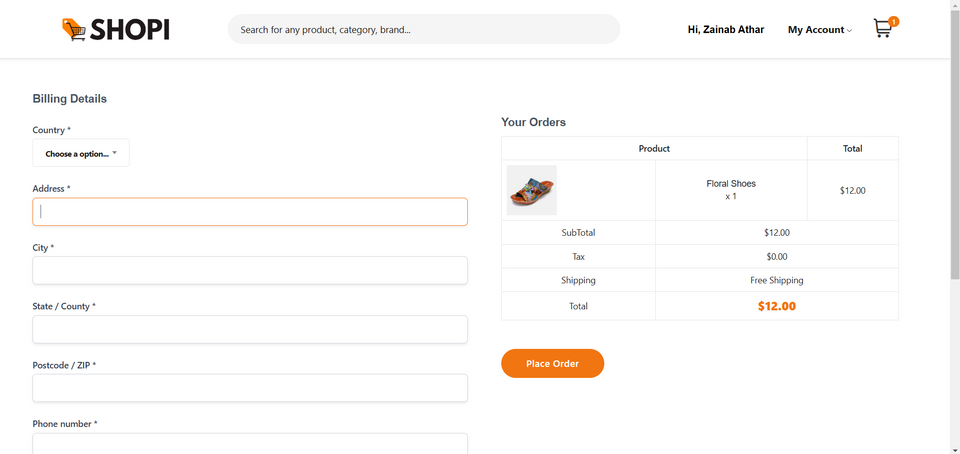 SHOPI
Search for any product, category, brand...
Hi, Zainab Athar
My Account
1
Billing Details
Country *
Choose a option...
Address *
City *
State / County *
Postcode / ZIP *
Phone number *
Your Orders
Product Total
Floral Shoes
x 1
$12.00
SubTotal $12.00
Tax $0.00
Shipping Free Shipping
Total $12.00
Place Order